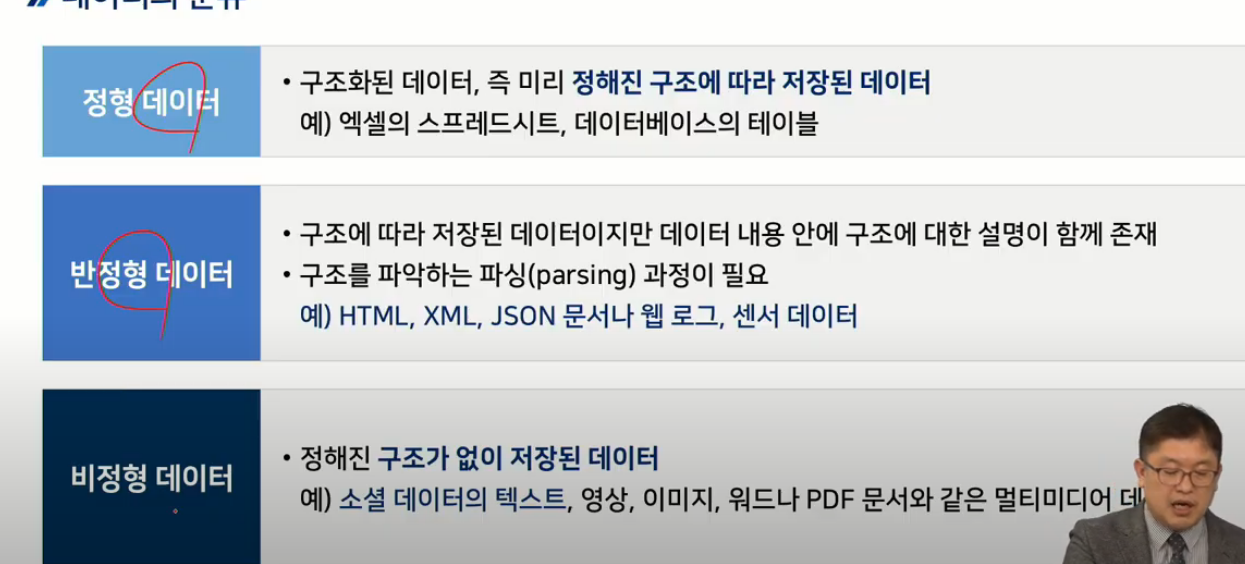 데이터의 분류
정형 데이터
• 구조화된 데이터, 즉 미리 정해진 구조에 따라 저장된 데이터
예) 엑셀의 스프레드시트, 데이터베이스의 테이블
반정형 데이터
• 구조에 따라 저장된 데이터이지만 데이터 내용 안에 구조에 대한 설명이 함께 존재
• 구조를 파악하는 파싱(parsing) 과정이 필요
예) HTML, XML, JSON 문서나 웹 로그, 센서 데이터
비정형 데이터
• 정해진 구조가 없이 저장된 데이터
예) 소셜 데이터의 텍스트, 영상, 이미지, 워드나 PDF 문서와 같은 멀티미디어